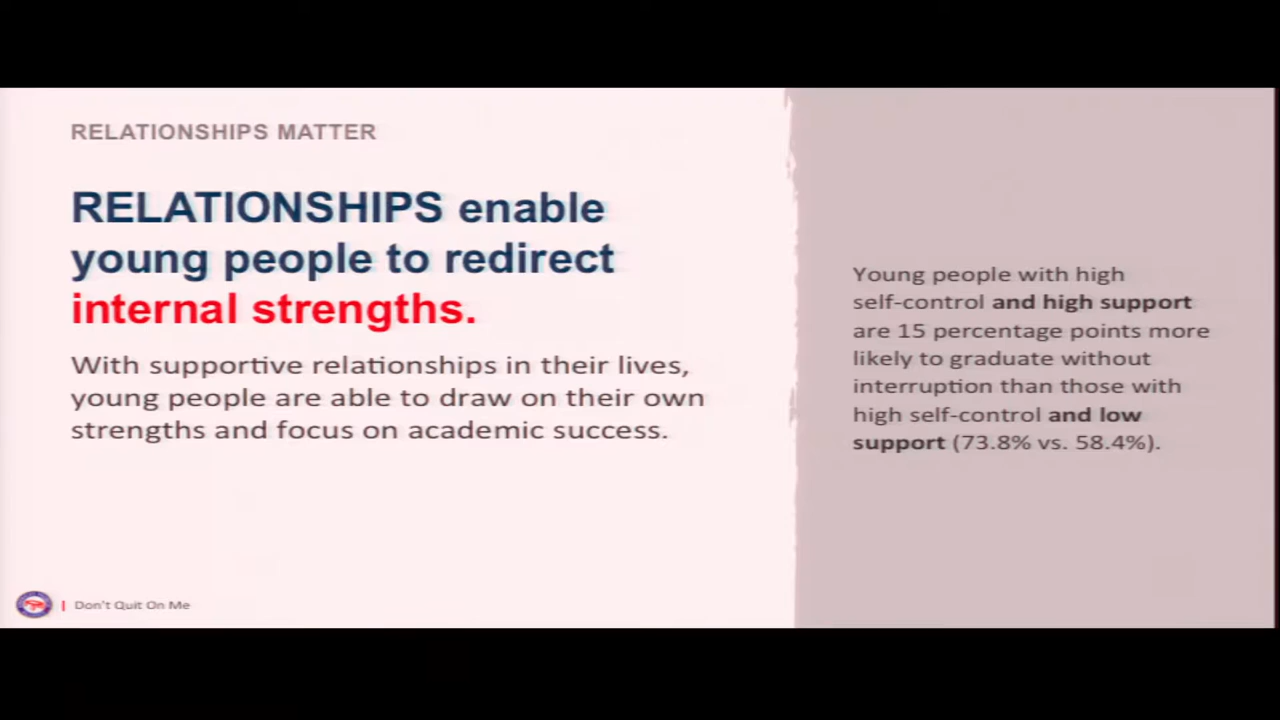 RELATIONSHIPS MATTER
RELATIONSHIPS enable
young people to redirect
internal strengths.
With supportive relationships in their lives,
young people are able to draw on their own
strengths and focus on academic success.
Young people with high
self-control and high support
are 15 percentage points more
likely to graduate without
interruption than those with
high self-control and low
support (73.8% vs. 58.4%).
| Don't Quit On Me